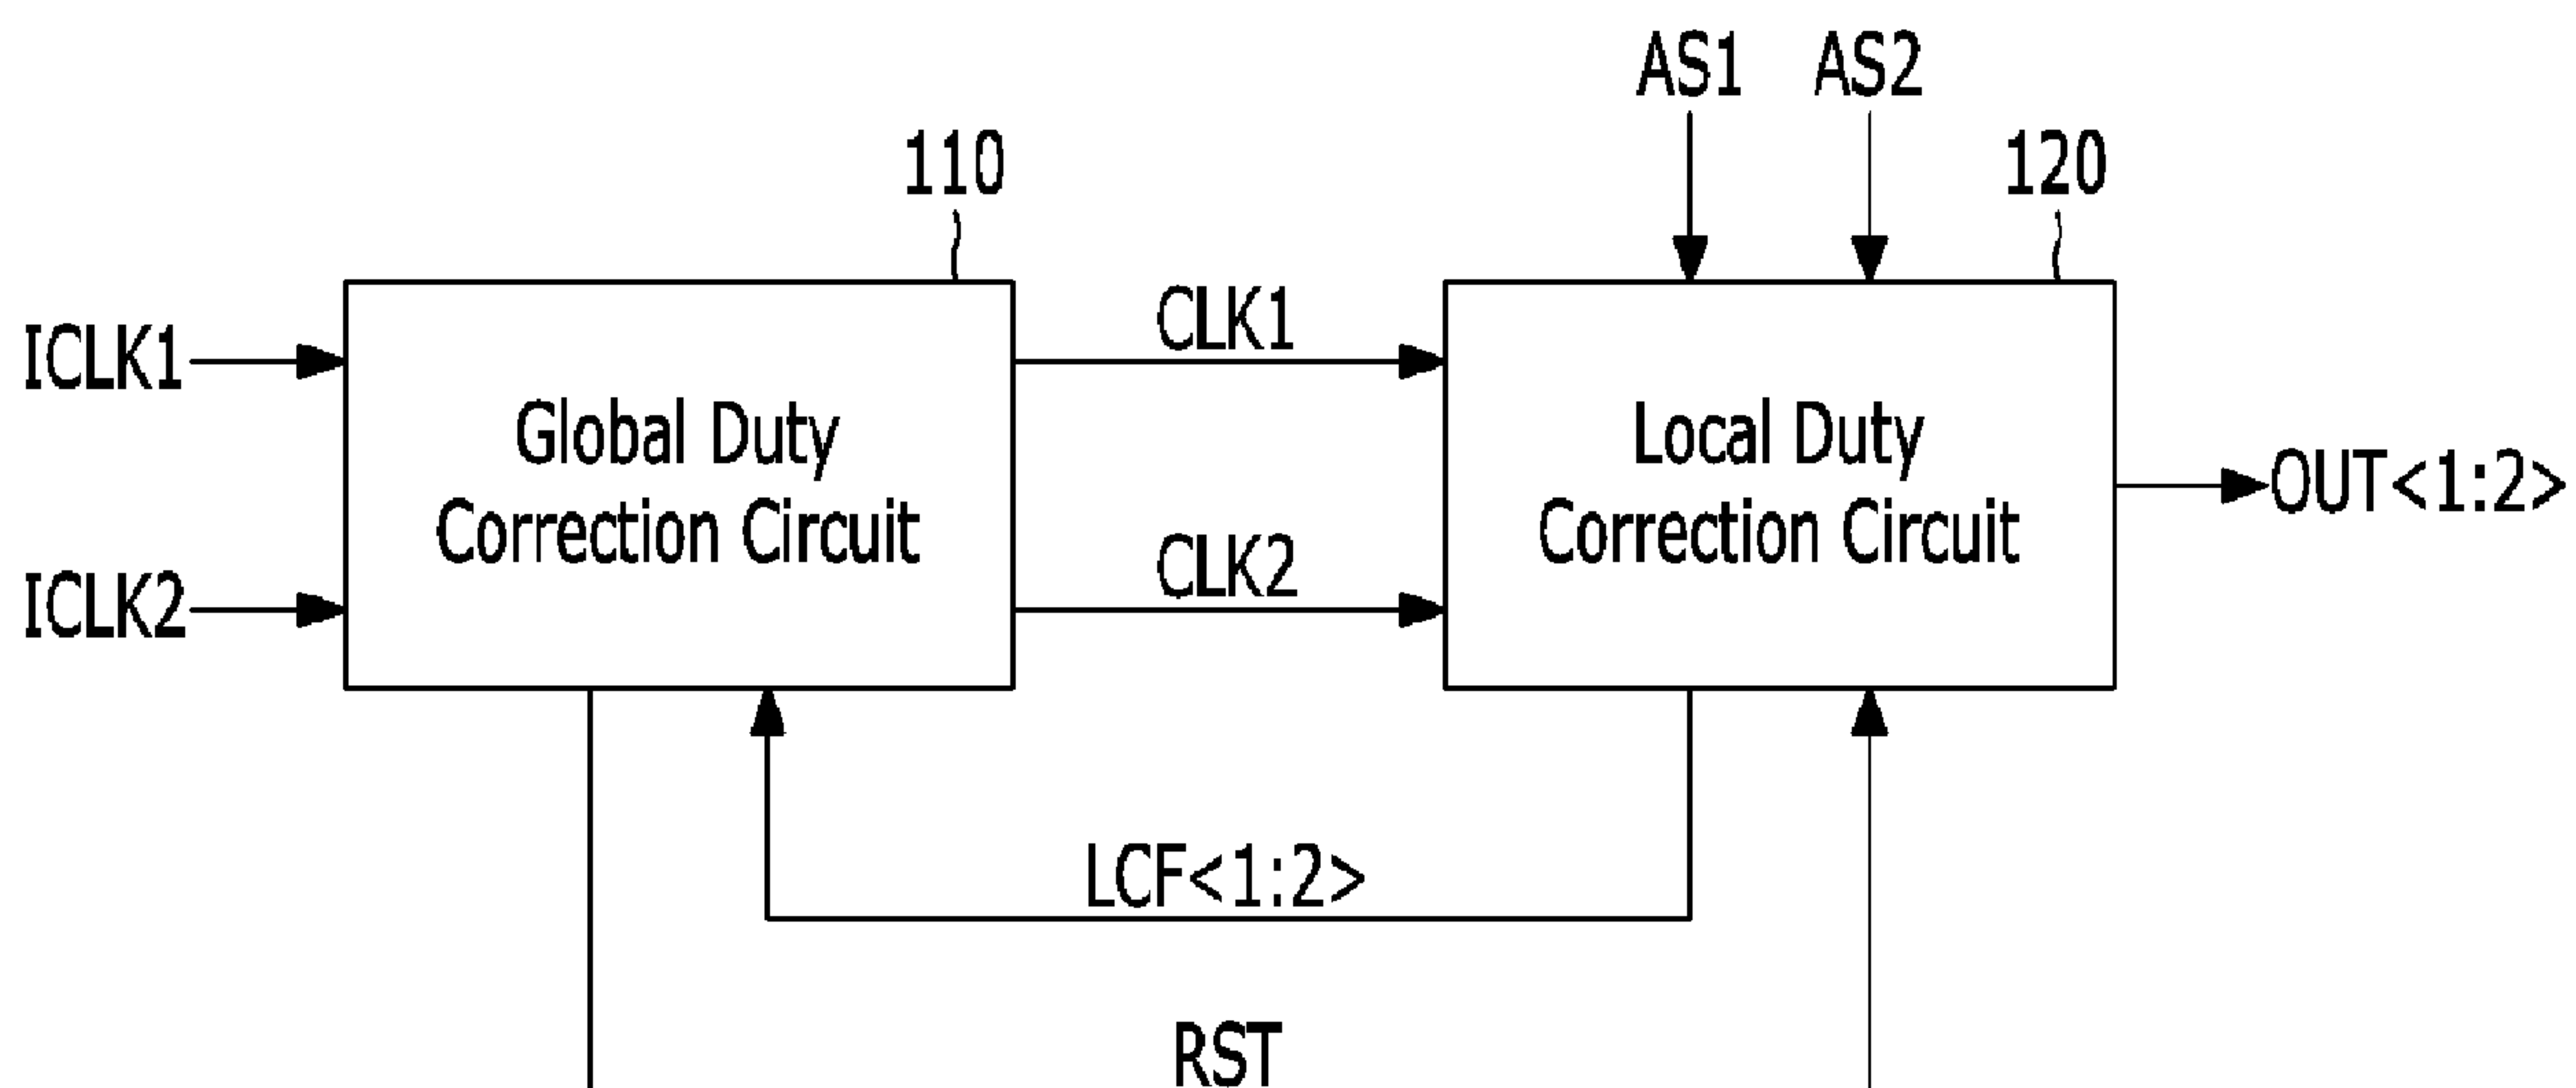 AS1 AS2
110
120
ICLK1
ICLK2
Global Duty
Correction Circuit
CLK1
CLK2
Local Duty
Correction Circuit
OUT<1:2>
LCF<1:2>
RST